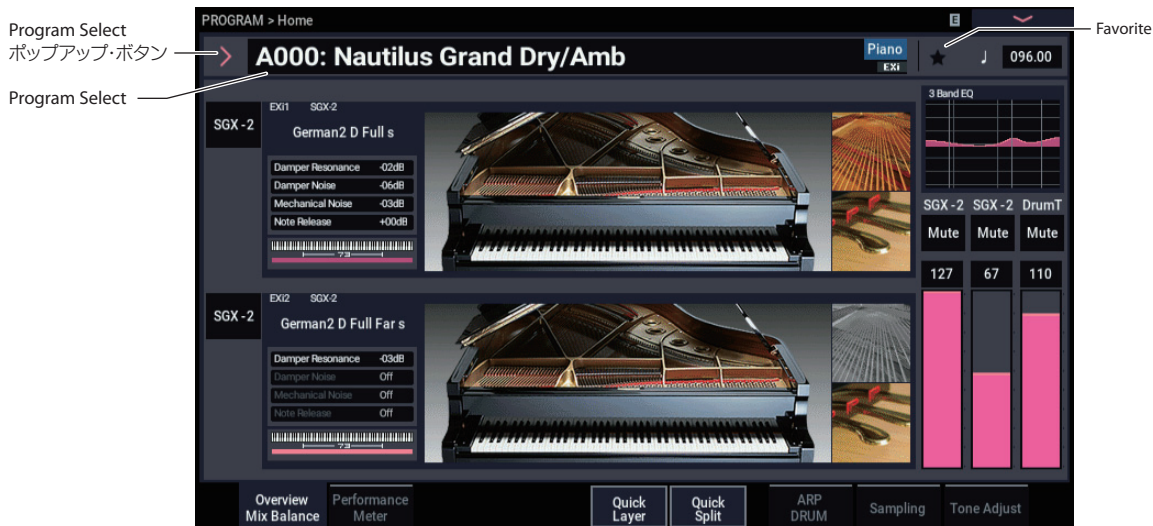 Program Select
ポップアップ・ボタン
Program Select
Favorite
PROGRAM > Home
E
A000: Nautilus Grand Dry/Amb
Piano
EXi
♩ 096.00
SGX-2
EXi1 SGX-2
German2 D Full s
Damper Resonance -02dB
Damper Noise -06dB
Mechanical Noise -03dB
Note Release +00dB
73
SGX-2
EXi2 SGX-2
German2 D Full Far s
Damper Resonance -03dB
Damper Noise Off
Mechanical Noise Off
Note Release Off
73
3 Band EQ
SGX-2 SGX-2 DrumT
Mute Mute Mute
127 67 110
Overview
Mix Balance
Performance
Meter
Quick
Layer
Quick
Split
ARP
DRUM
Sampling
Tone Adjust